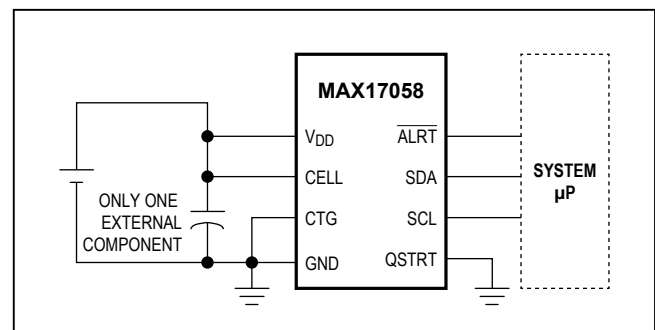 MAX17058
VDD
CELL
CTG
GND
ALRT
SDA
SCL
QSTRT
ONLY ONE
EXTERNAL
COMPONENT
SYSTEM
µP